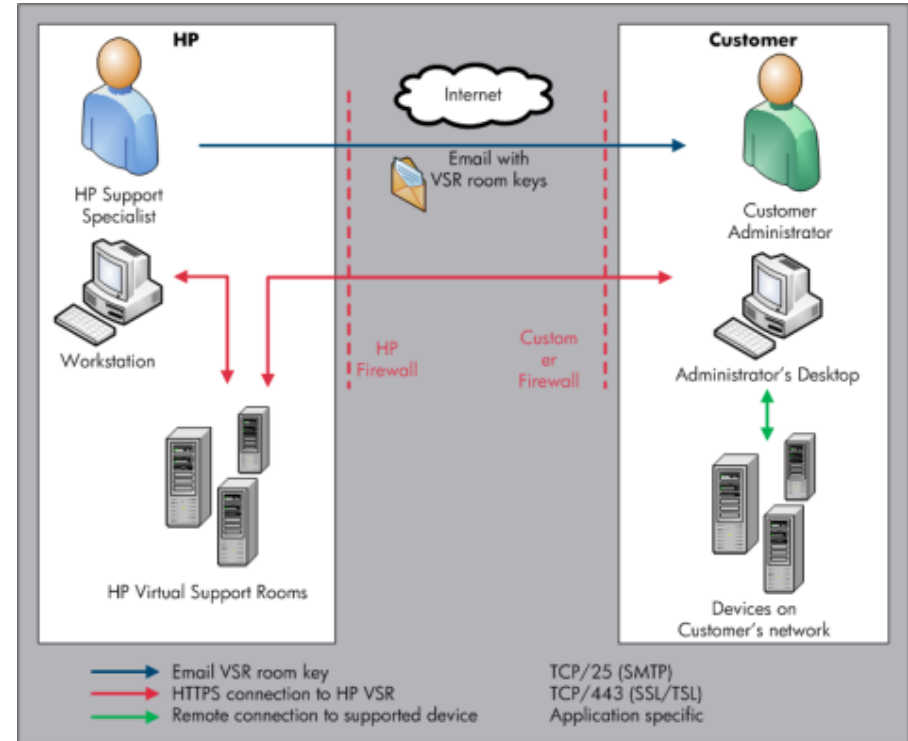 HP
Customer
Internet
Email with
VSR room keys
HP Support
Specialist
Customer
Administrator
Workstation
HP
Firewall
Custom
er
Firewall
Administrator's Desktop
HP Virtual Support Rooms
Devices on
Customer's network
Email VSR room key TCP/25 (SMTP)
HTTPS connection to HP VSR TCP/443 (SSL/TSL)
Remote connection to supported device Application specific